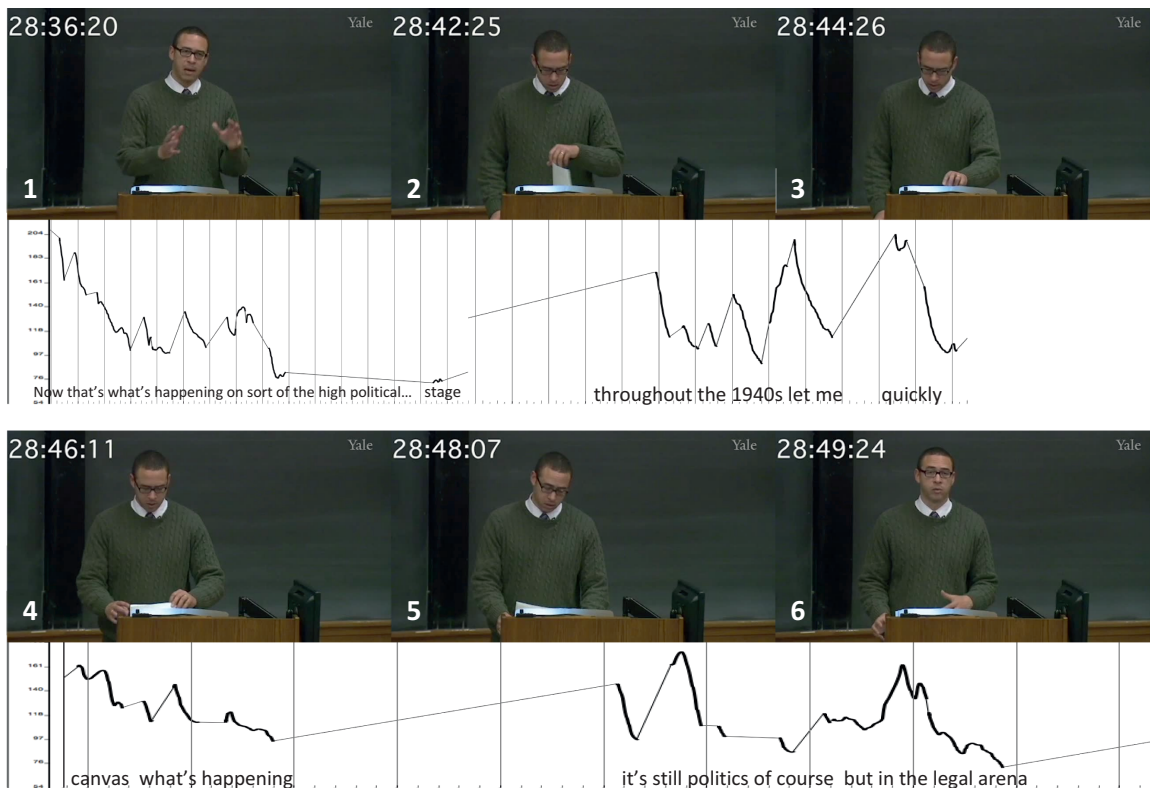 28:36:20 Yale 28:42:25 Yale 28:44:26 Yale
1 2 3
204
183
161
140
118
97
76
54
Now that's what's happening on sort of the high political... stage throughout the 1940s let me quickly
28:46:11 Yale 28:48:07 Yale 28:49:24 Yale
4 5 6
161
140
118
97
76
54
canvas what's happening it's still politics of course but in the legal arena